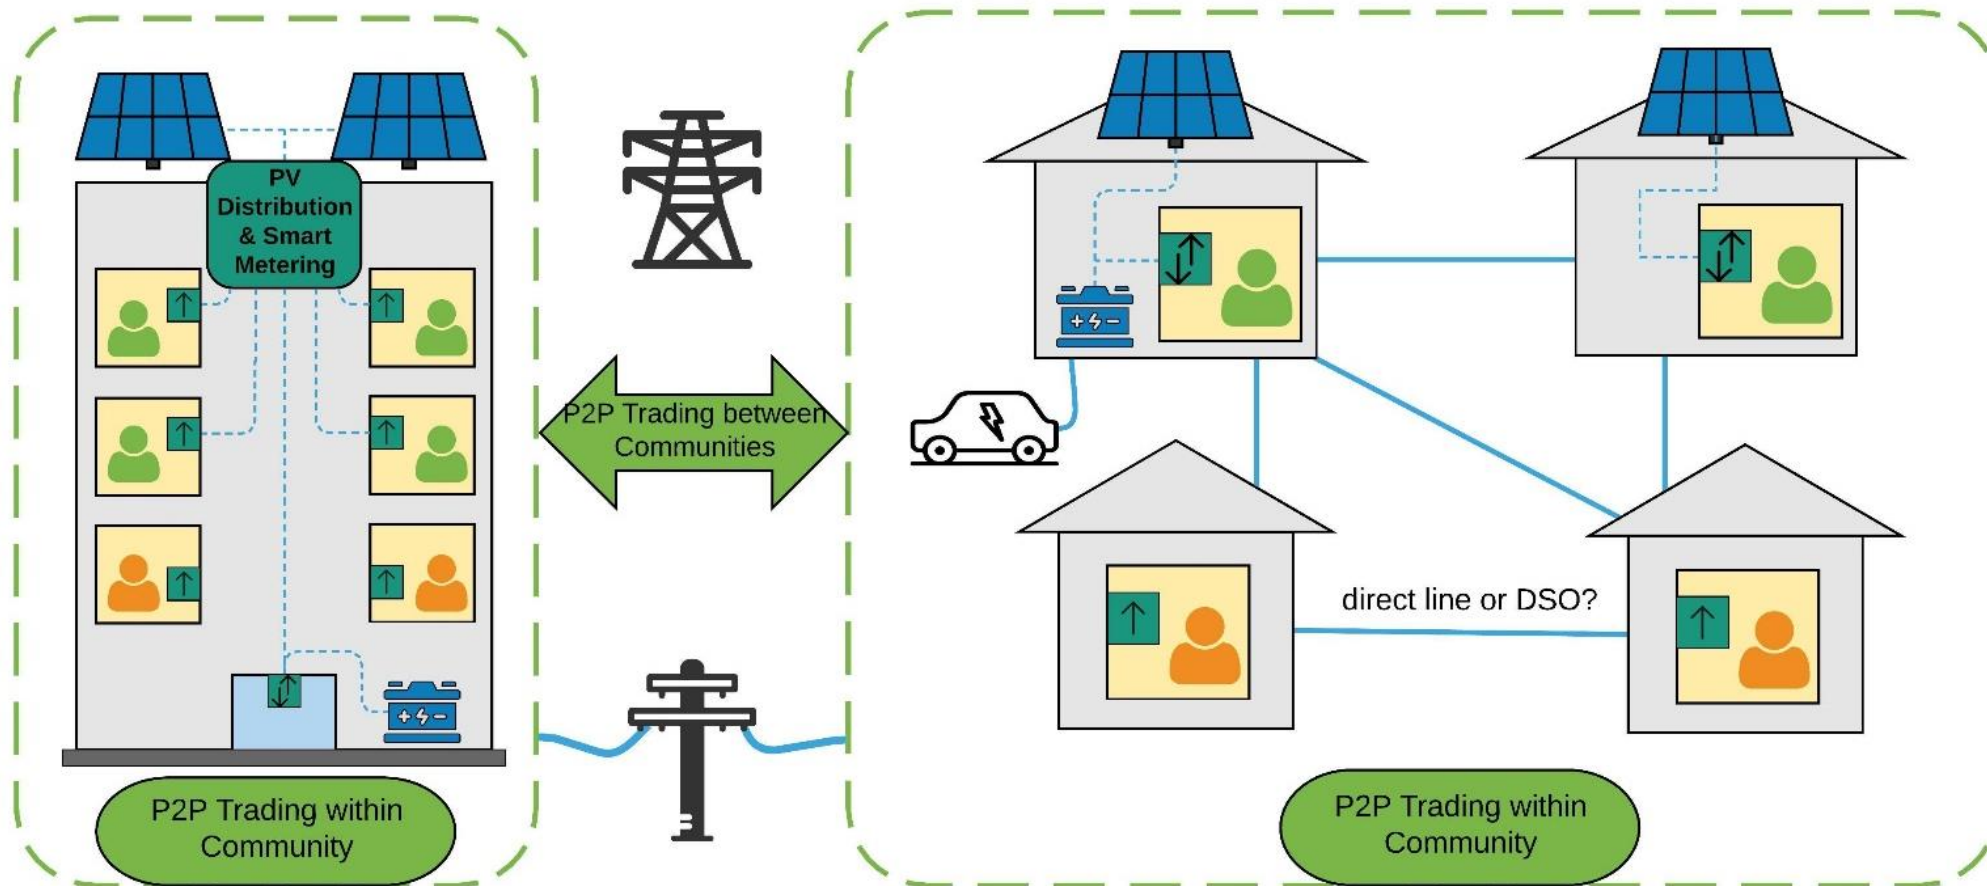 PV
Distribution
& Smart
Metering
P2P Trading within
Community
P2P Trading between
Communities
direct line or DSO?
P2P Trading within
Community